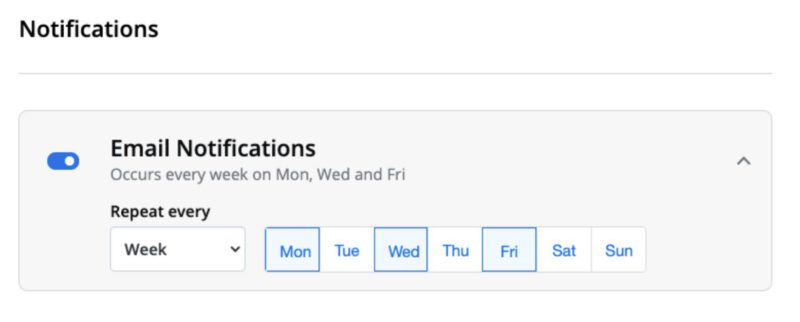 Notifications
Email Notifications
Occurs every week on Mon, Wed and Fri
Repeat every
Week Mon Tue Wed Thu Fri Sat Sun